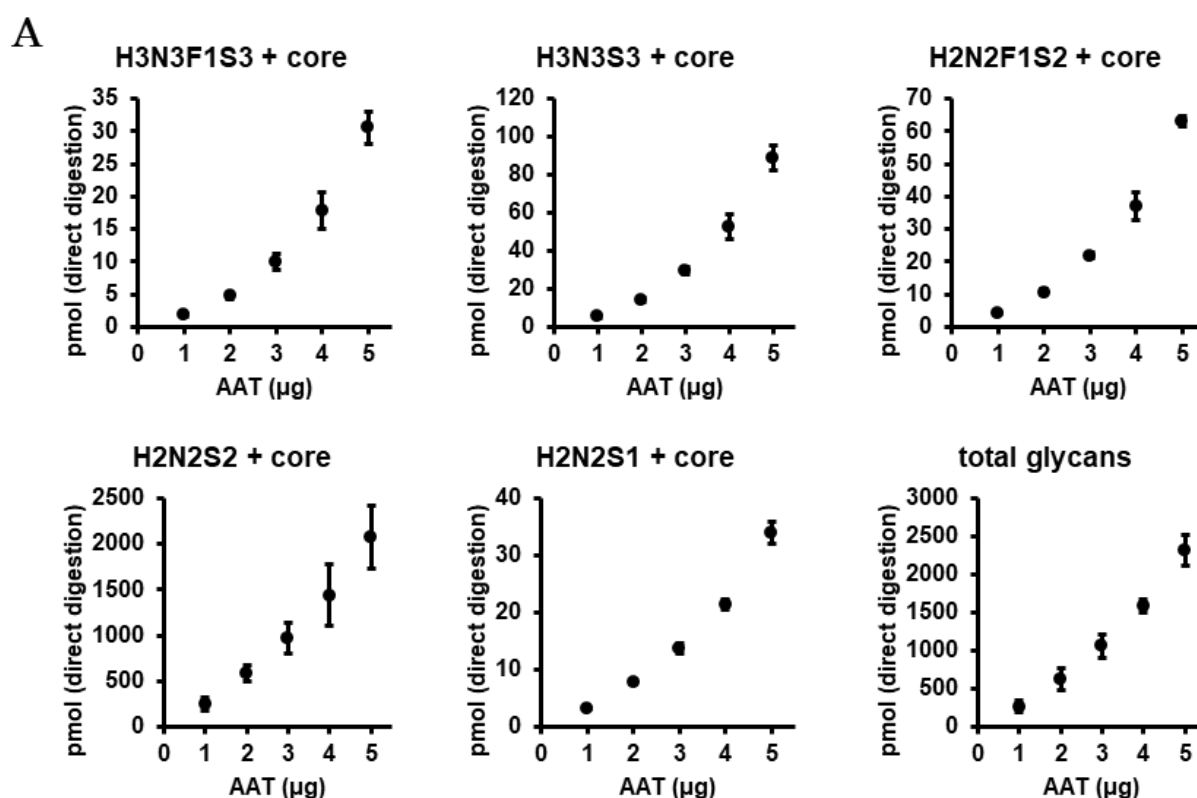 A
H3N3F1S3 + core
pmol (direct digestion)
35
30
25
20
15
10
5
0
0 1 2 3 4 5
AAT (µg)
H3N3S3 + core
pmol (direct digestion)
120
100
80
60
40
20
0
0 1 2 3 4 5
AAT (µg)
H2N2F1S2 + core
pmol (direct digestion)
70
60
50
40
30
20
10
0
0 1 2 3 4 5
AAT (µg)
H2N2S2 + core
pmol (direct digestion)
2500
2000
1500
1000
500
0
0 1 2 3 4 5
AAT (µg)
H2N2S1 + core
pmol (direct digestion)
40
30
20
10
0
0 1 2 3 4 5
AAT (µg)
total glycans
pmol (direct digestion)
3000
2500
2000
1500
1000
500
0
0 1 2 3 4 5
AAT (µg)